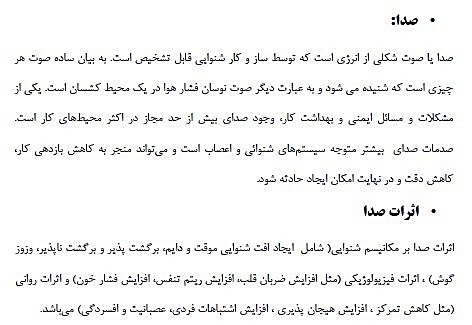 • صدا:
صدا یا صوت شکلی از انرژی است که توسط ساز و کار شنوایی قابل تشخیص است. به بیان ساده صوت هر
چیزی است که شنیده می شود و به عبارت دیگر صوت نوسان فشار هوا در یک محیط کشسان است. یکی از
مشکلات و مسائل ایمنی و بهداشت کار، وجود صدای بیش از حد مجاز در اکثر محیط‌های کار است.
صدمات صدای بیشتر متوجه سیستم‌های شنوائی و اعصاب است و می‌تواند منجر به کاهش بازدهی کار،
کاهش دقت و در نهایت امکان ایجاد حادثه شود.
• اثرات صدا
اثرات صدا بر مکانیسم شنوایی( شامل ایجاد افت شنوایی موقت و دایم، برگشت پذیر و برگشت ناپذیر، وزوز
گوش) ، اثرات فیزیولوژیکی (مثل افزایش ضربان قلب، افزایش ریتم تنفس، افزایش فشار خون) و اثرات روانی
(مثل کاهش تمرکز ، افزایش هیجان پذیری ، افزایش اشتباهات فردی، عصبانیت و افسردگی) می‌باشد.